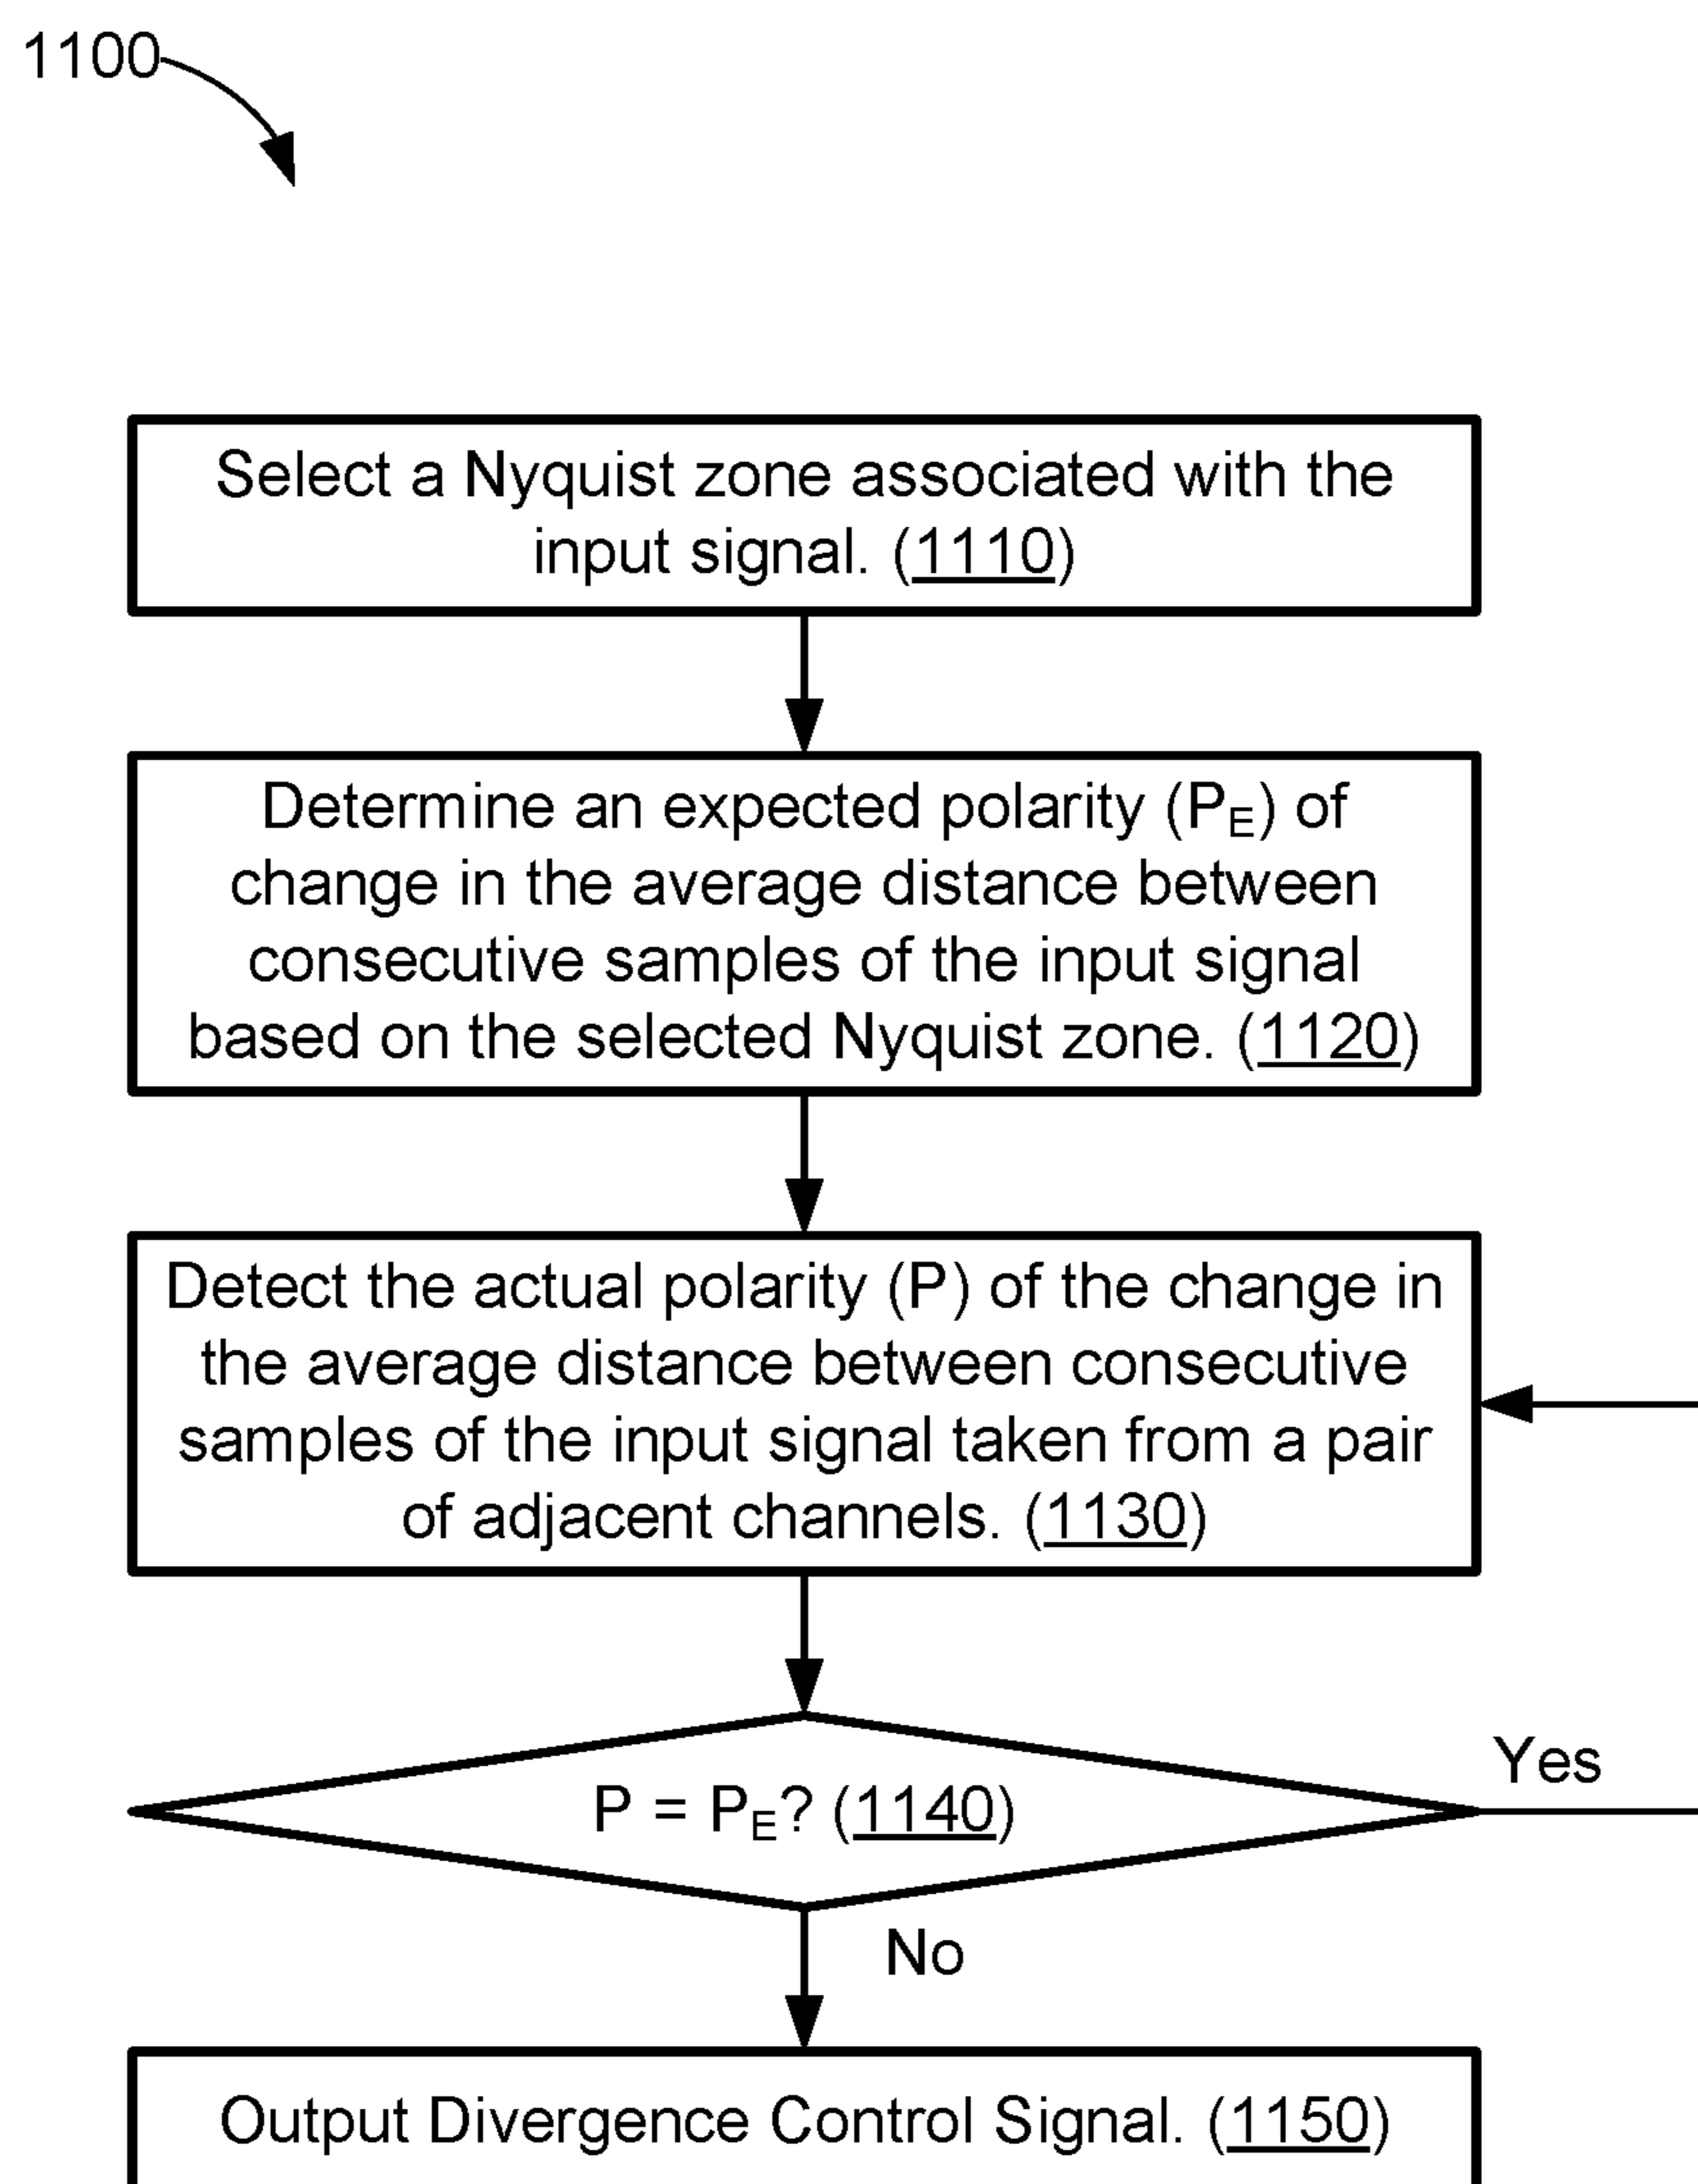 1100
Select a Nyquist zone associated with the
input signal. (1110)
Determine an expected polarity (PE) of
change in the average distance between
consecutive samples of the input signal
based on the selected Nyquist zone. (1120)
Detect the actual polarity (P) of the change in
the average distance between consecutive
samples of the input signal taken from a pair
of adjacent channels. (1130)
P = PE? (1140)
Yes
No
Output Divergence Control Signal. (1150)